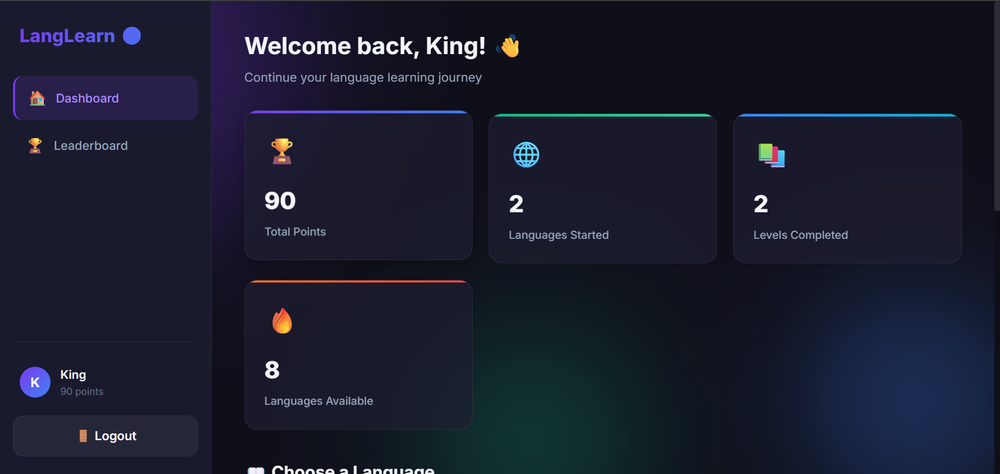 LangLearn
Dashboard
Leaderboard
King
90 points
K
Logout
Welcome back, King!
Continue your language learning journey
90
Total Points
2
Languages Started
2
Levels Completed
8
Languages Available
Choose a Language